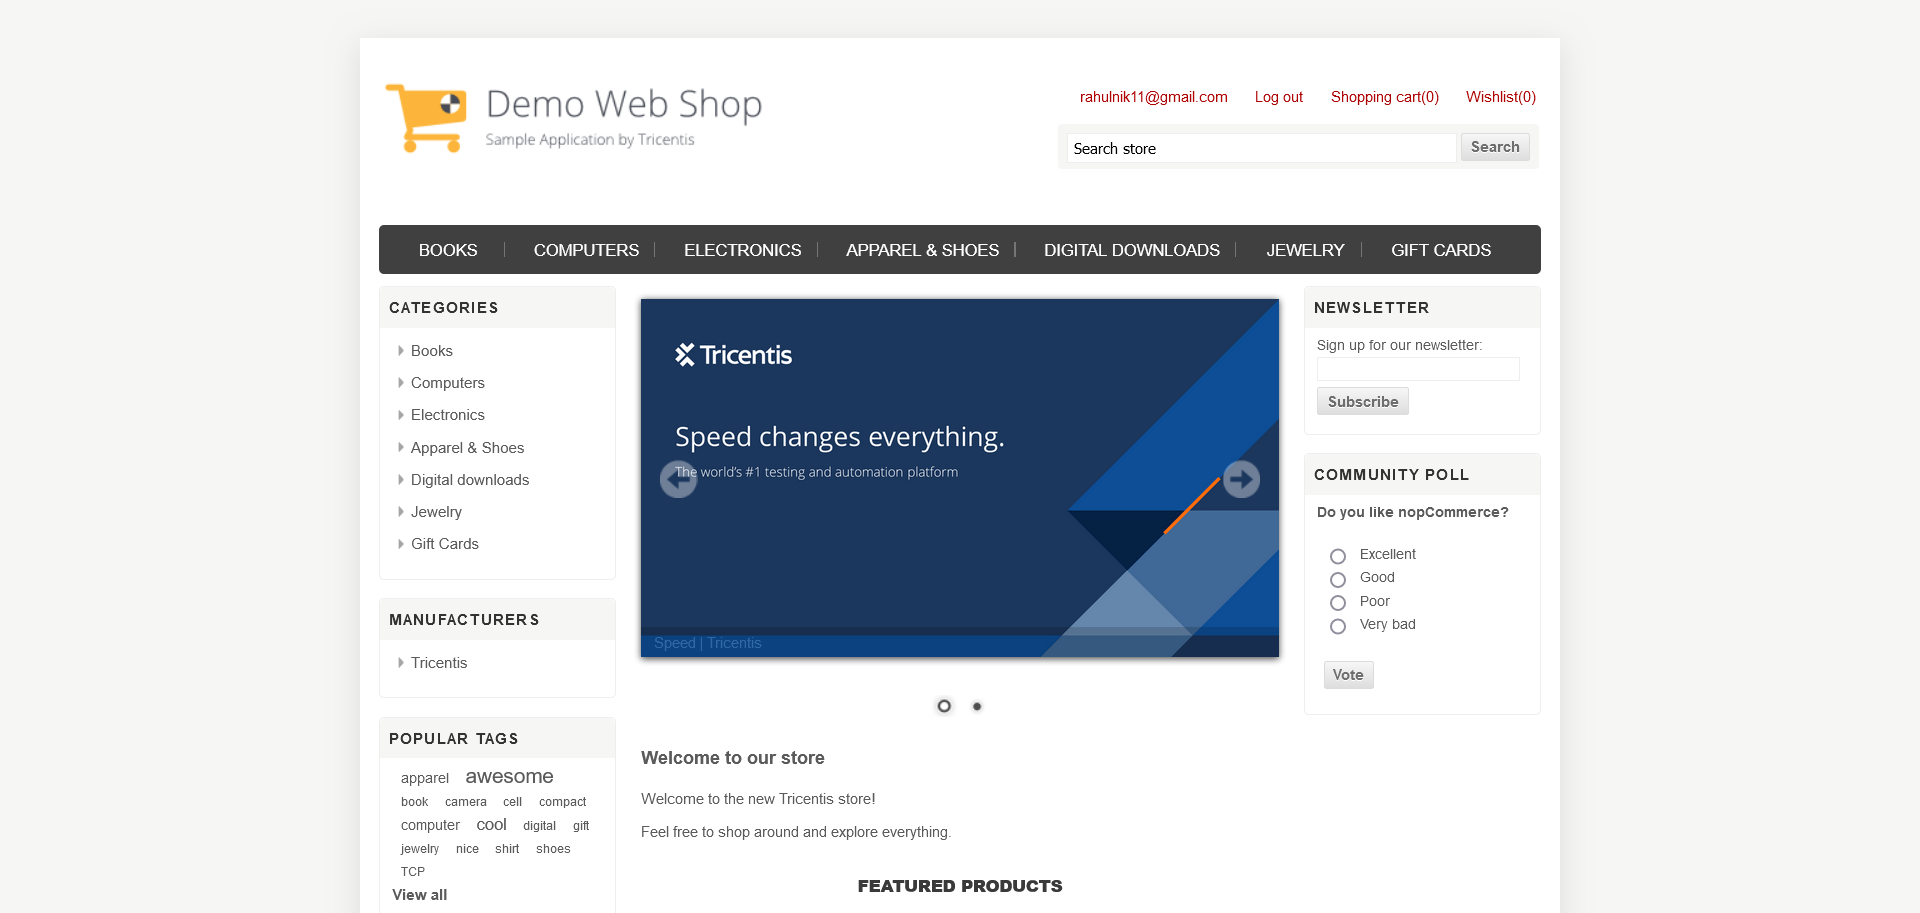 Demo Web Shop
Sample Application by Tricentis
rahulnik11@gmail.com Log out Shopping cart(0) Wishlist(0)
Search store Search
BOOKS COMPUTERS ELECTRONICS APPAREL & SHOES DIGITAL DOWNLOADS JEWELRY GIFT CARDS
CATEGORIES
Books
Computers
Electronics
Apparel & Shoes
Digital downloads
Jewelry
Gift Cards
MANUFACTURERS
Tricentis
POPULAR TAGS
apparel awesome
book camera cell compact
computer cool digital gift
jewelry nice shirt shoes
TCP
View all
Tricentis
Speed changes everything.
The world's #1 testing and automation platform
Speed | Tricentis
Welcome to our store
Welcome to the new Tricentis store!
Feel free to shop around and explore everything.
FEATURED PRODUCTS
NEWSLETTER
Sign up for our newsletter:
Subscribe
COMMUNITY POLL
Do you like nopCommerce?
Excellent
Good
Poor
Very bad
Vote